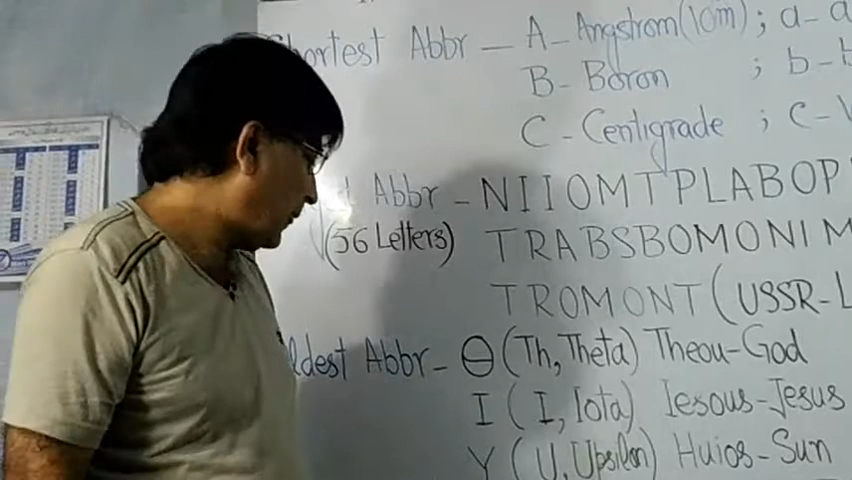 Shortest Abbr - A - Angstrom (10m) ; a -
B - Boron ; b -
C - Centigrade ; C -
Abbr - NIIOMTPLABOP
(56 Letters) TRABSBOMONIM
TROMONT (USSR-
Oldest Abbr - Θ (Th, Theta) Theou - God
I ( I, Iota) Iesous - Jesus
Y ( U, Upsilon) Huios - Sun